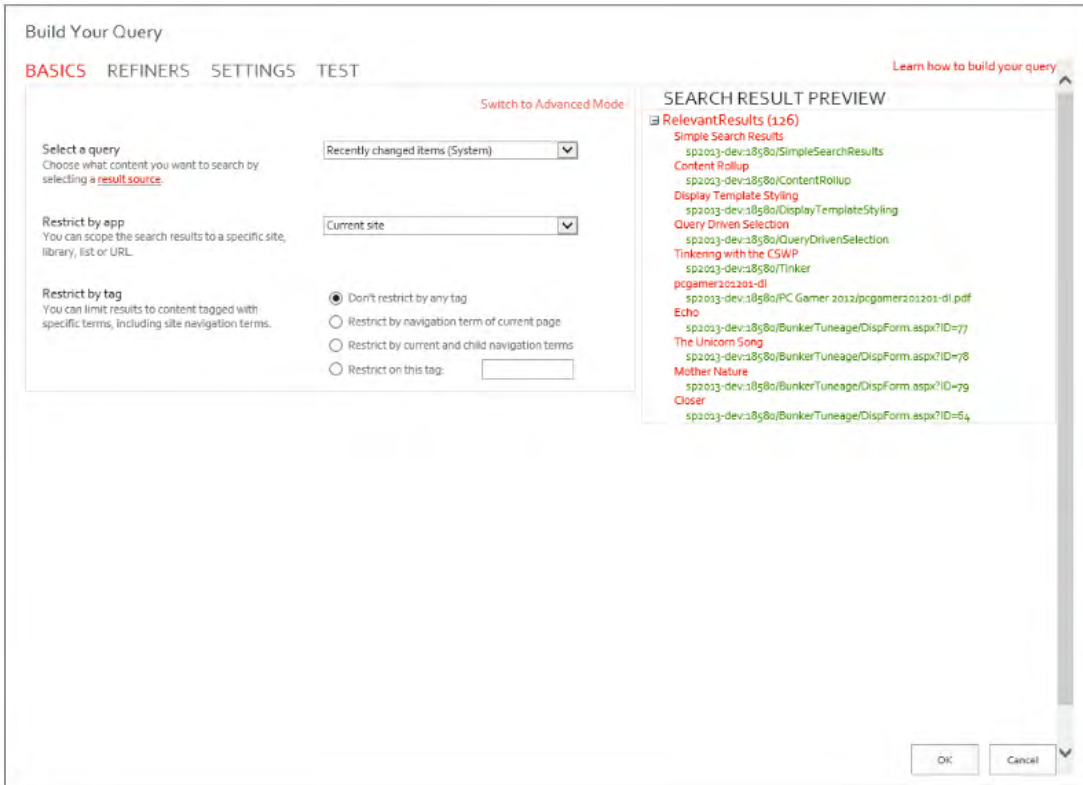 Build Your Query
BASICS REFINERS SETTINGS TEST
Learn how to build your query
Switch to Advanced Mode
Select a query
Choose what content you want to search by
selecting a result source.
Recently changed items (System)
Restrict by app
You can scope the search results to a specific site,
library, list or URL.
Current site
Restrict by tag
You can limit results to content tagged with
specific terms, including site navigation terms.
Don't restrict by any tag
Restrict by navigation term of current page
Restrict by current and child navigation terms
Restrict on this tag:
SEARCH RESULT PREVIEW
RelevantResults (126)
Simple Search Results
sp2013-dev:18580/SimpleSearchResults
Content Rollup
sp2013-dev:18580/ContentRollup
Display Template Styling
sp2013-dev:18580/DisplayTemplateStyling
Query Driven Selection
sp2013-dev:18580/QueryDrivenSelection
Tinkering with the CSWP
sp2013-dev:18580/Tinker
pcgamer201201-dl
sp2013-dev:18580/PC Gamer 2012/pcgamer201201-dl.pdf
Echo
sp2013-dev:18580/BunkerTuneage/DispForm.aspx?ID=77
The Unicorn Song
sp2013-dev:18580/BunkerTuneage/DispForm.aspx?ID=78
Mother Nature
sp2013-dev:18580/BunkerTuneage/DispForm.aspx?ID=79
Closer
sp2013-dev:18580/BunkerTuneage/DispForm.aspx?ID=64
OK
Cancel